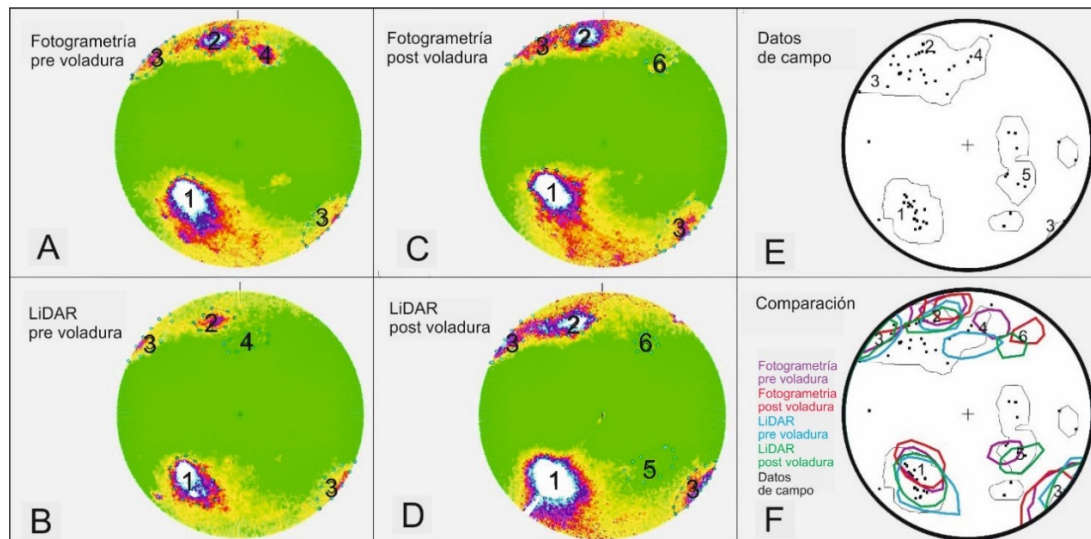 Fotogrametría
pre voladura
3
2
4
1
3
A
Fotogrametría
post voladura
3
2
6
1
3
C
Datos
de campo
2
3
4
5
1
3
E
LiDAR
pre voladura
3
2
4
1
3
B
LiDAR
post voladura
3
2
6
1
5
3
D
Comparación
2
3
4
6
Fotogrametría
pre voladura
Fotogrametria
post voladura
LiDAR
pre voladura
LiDAR
post voladura
Datos
de campo
5
1
3
F